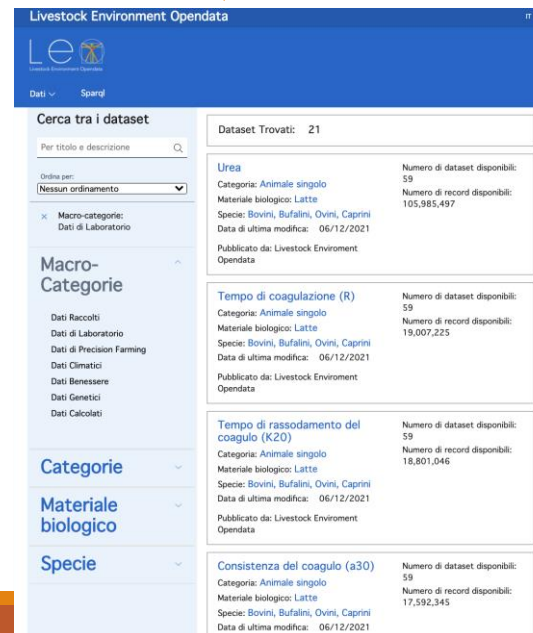 Livestock Environment Opendata
IT
Leo
Livestock Environment Opendata
Dati
Sparql
Cerca tra i dataset
Per titolo e descrizione
Ordina per:
Nessun ordinamento
× Macro-categorie:
Dati di Laboratorio
Macro-
Categorie
Dati Raccolti
Dati di Laboratorio
Dati di Precision Farming
Dati Climatici
Dati Benessere
Dati Genetici
Dati Calcolati
Categorie
Materiale
biologico
Specie
Dataset Trovati: 21
Urea
Categoria: Animale singolo
Materiale biologico: Latte
Specie: Bovini, Bufalini, Ovini, Caprini
Data di ultima modifica: 06/12/2021
Pubblicato da: Livestock Enviroment
Opendata
Numero di dataset disponibili:
59
Numero di record disponibili:
105,985,497
Tempo di coagulazione (R)
Categoria: Animale singolo
Materiale biologico: Latte
Specie: Bovini, Bufalini, Ovini, Caprini
Data di ultima modifica: 06/12/2021
Pubblicato da: Livestock Enviroment
Opendata
Numero di dataset disponibili:
59
Numero di record disponibili:
19,007,225
Tempo di rassodamento del
coagulo (K20)
Categoria: Animale singolo
Materiale biologico: Latte
Specie: Bovini, Bufalini, Ovini, Caprini
Data di ultima modifica: 06/12/2021
Pubblicato da: Livestock Enviroment
Opendata
Numero di dataset disponibili:
59
Numero di record disponibili:
18,801,046
Consistenza del coagulo (a30)
Categoria: Animale singolo
Materiale biologico: Latte
Specie: Bovini, Bufalini, Ovini, Caprini
Data di ultima modifica: 06/12/2021
Numero di dataset disponibili:
59
Numero di record disponibili:
17,592,345